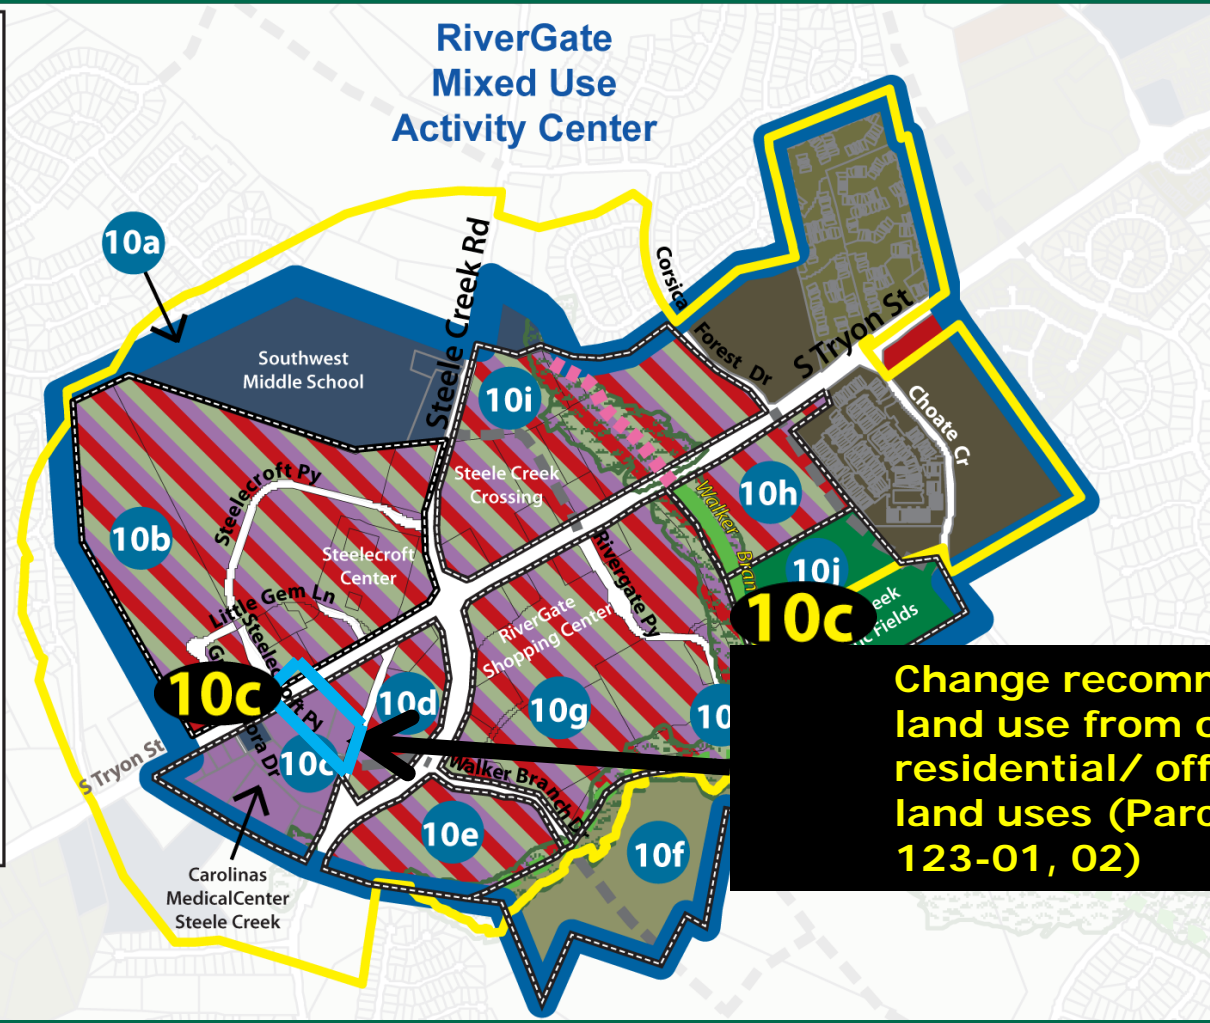 RiverGate
Mixed Use
Activity Center
10a
Steele Creek Rd
Corsica
Forest Dr
S Tryon St
Southwest
Middle School
10i
Choate Cr
Steele Creek
Crossing
Steelecroft Py
10h
Walker
10b
Steelecroft
Center
Rivergate Py
10j
Little Gem Ln
RiverGate
Shopping Center
10c
Fields
10c
10d
10g
10
S Tryon St
10c
Walker Branch Dr
10e
10f
Carolinas
MedicalCenter
Steele Creek
Change
land use from
residential/
land uses
123-01, 02)